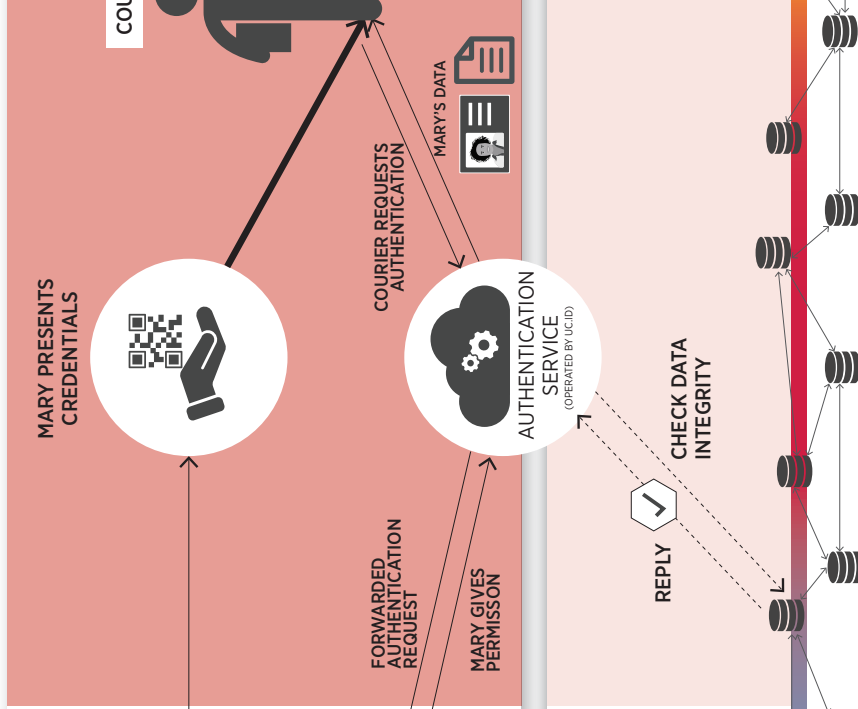 COU
MARY PRESENTS
CREDENTIALS
COURIER REQUESTS
AUTHENTICATION
MARY'S DATA
AUTHENTICATION
SERVICE
(OPERATED BY UC.ID)
FORWARDED
AUTHENTICATION
REQUEST
MARY GIVES
PERMISSON
CHECK DATA
INTEGRITY
REPLY